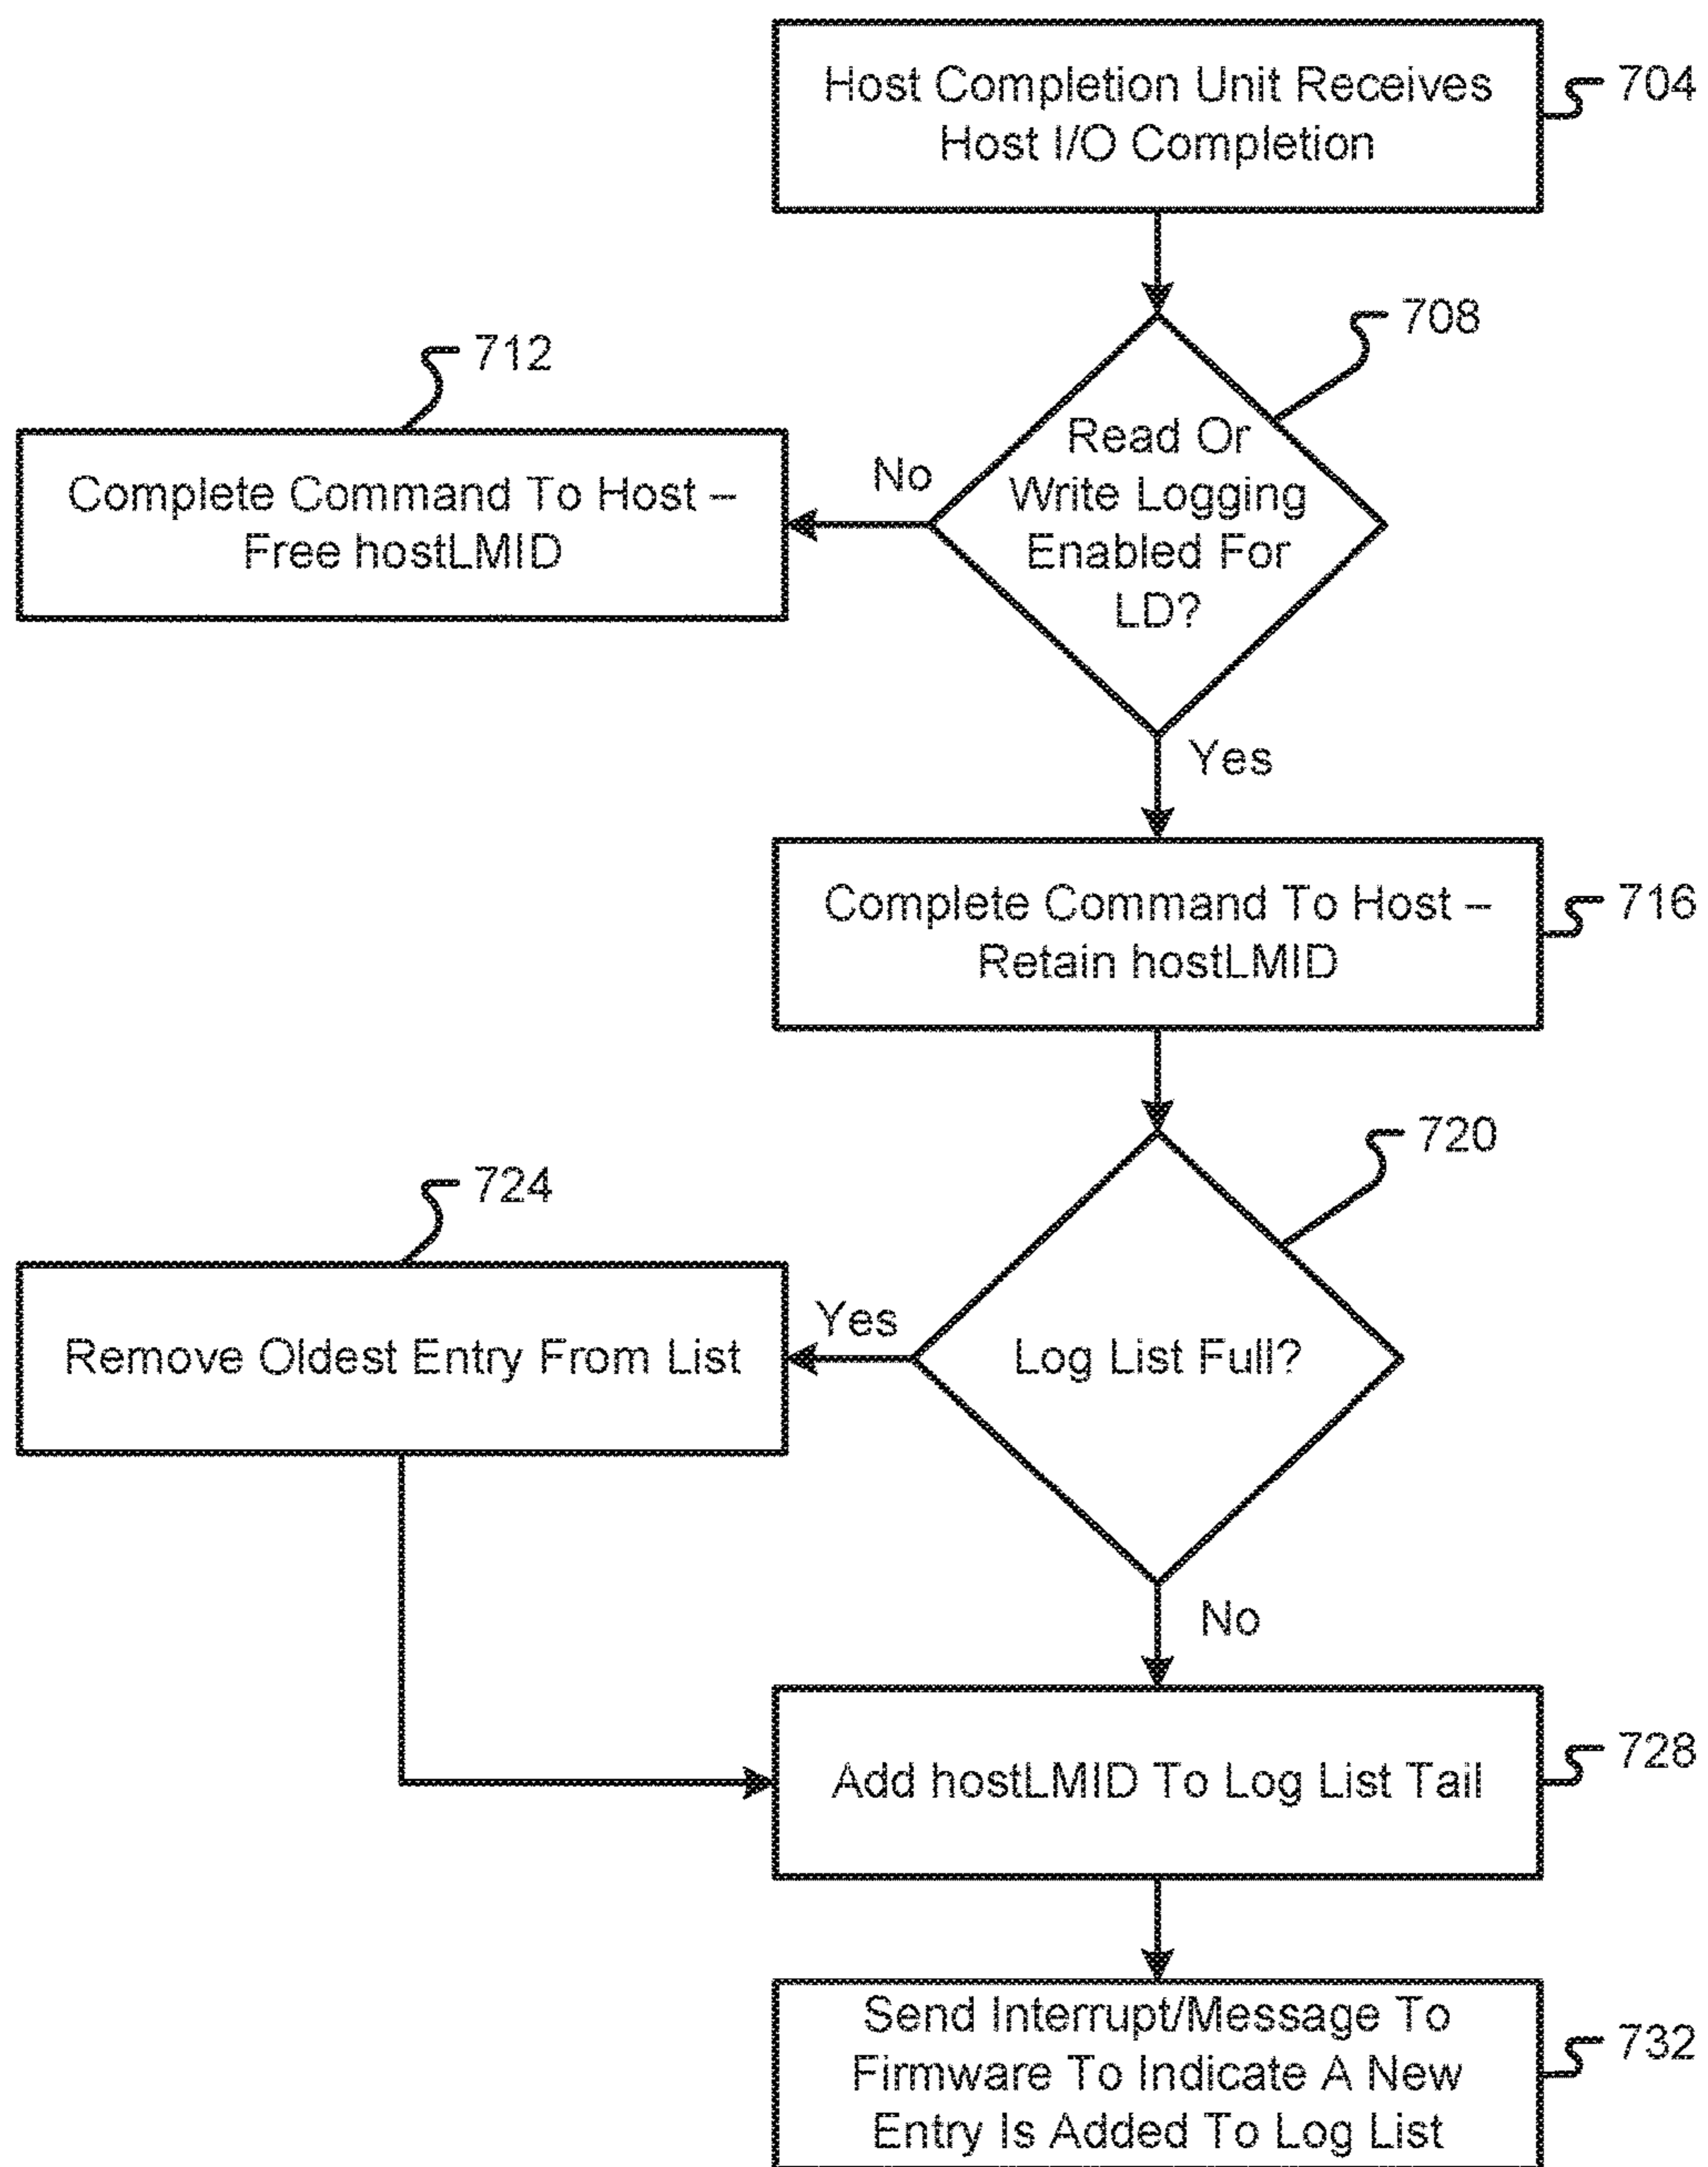 Host Completion Unit Receives
Host I/O Completion
704
708
Read Or
Write Logging
Enabled For
LD?
No
712
Complete Command To Host –
Free hostLMID
Yes
Complete Command To Host –
Retain hostLMID
716
720
Log List Full?
Yes
724
Remove Oldest Entry From List
No
Add hostLMID To Log List Tail
728
Send Interrupt/Message To
Firmware To Indicate A New
Entry Is Added To Log List
732